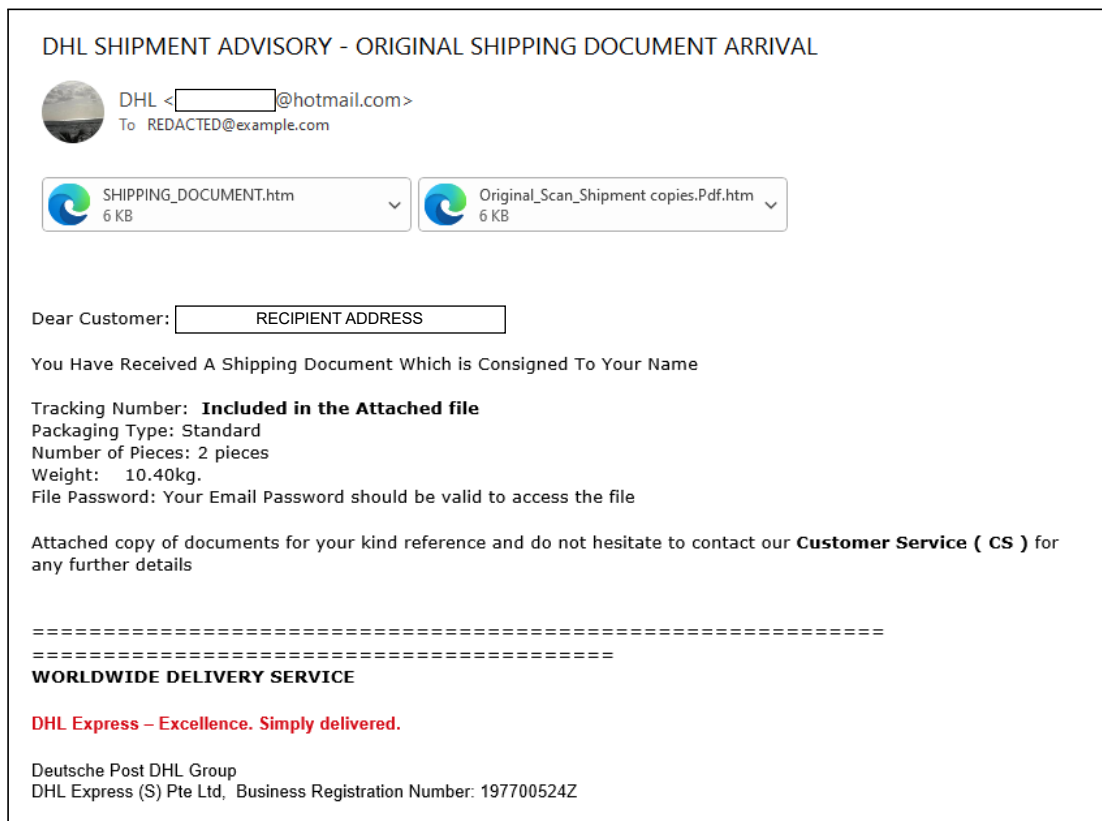 DHL SHIPMENT ADVISORY - ORIGINAL SHIPPING DOCUMENT ARRIVAL
DHL < @hotmail.com>
To REDACTED@example.com
SHIPPING_DOCUMENT.htm
6 KB
Original_Scan_Shipment copies.Pdf.htm
6 KB
Dear Customer: RECIPIENT ADDRESS
You Have Received A Shipping Document Which is Consigned To Your Name
Tracking Number: Included in the Attached file
Packaging Type: Standard
Number of Pieces: 2 pieces
Weight: 10.40kg.
File Password: Your Email Password should be valid to access the file
Attached copy of documents for your kind reference and do not hesitate to contact our Customer Service ( CS ) for
any further details
============================================================
=========================================
WORLDWIDE DELIVERY SERVICE
DHL Express – Excellence. Simply delivered.
Deutsche Post DHL Group
DHL Express (S) Pte Ltd, Business Registration Number: 197700524Z